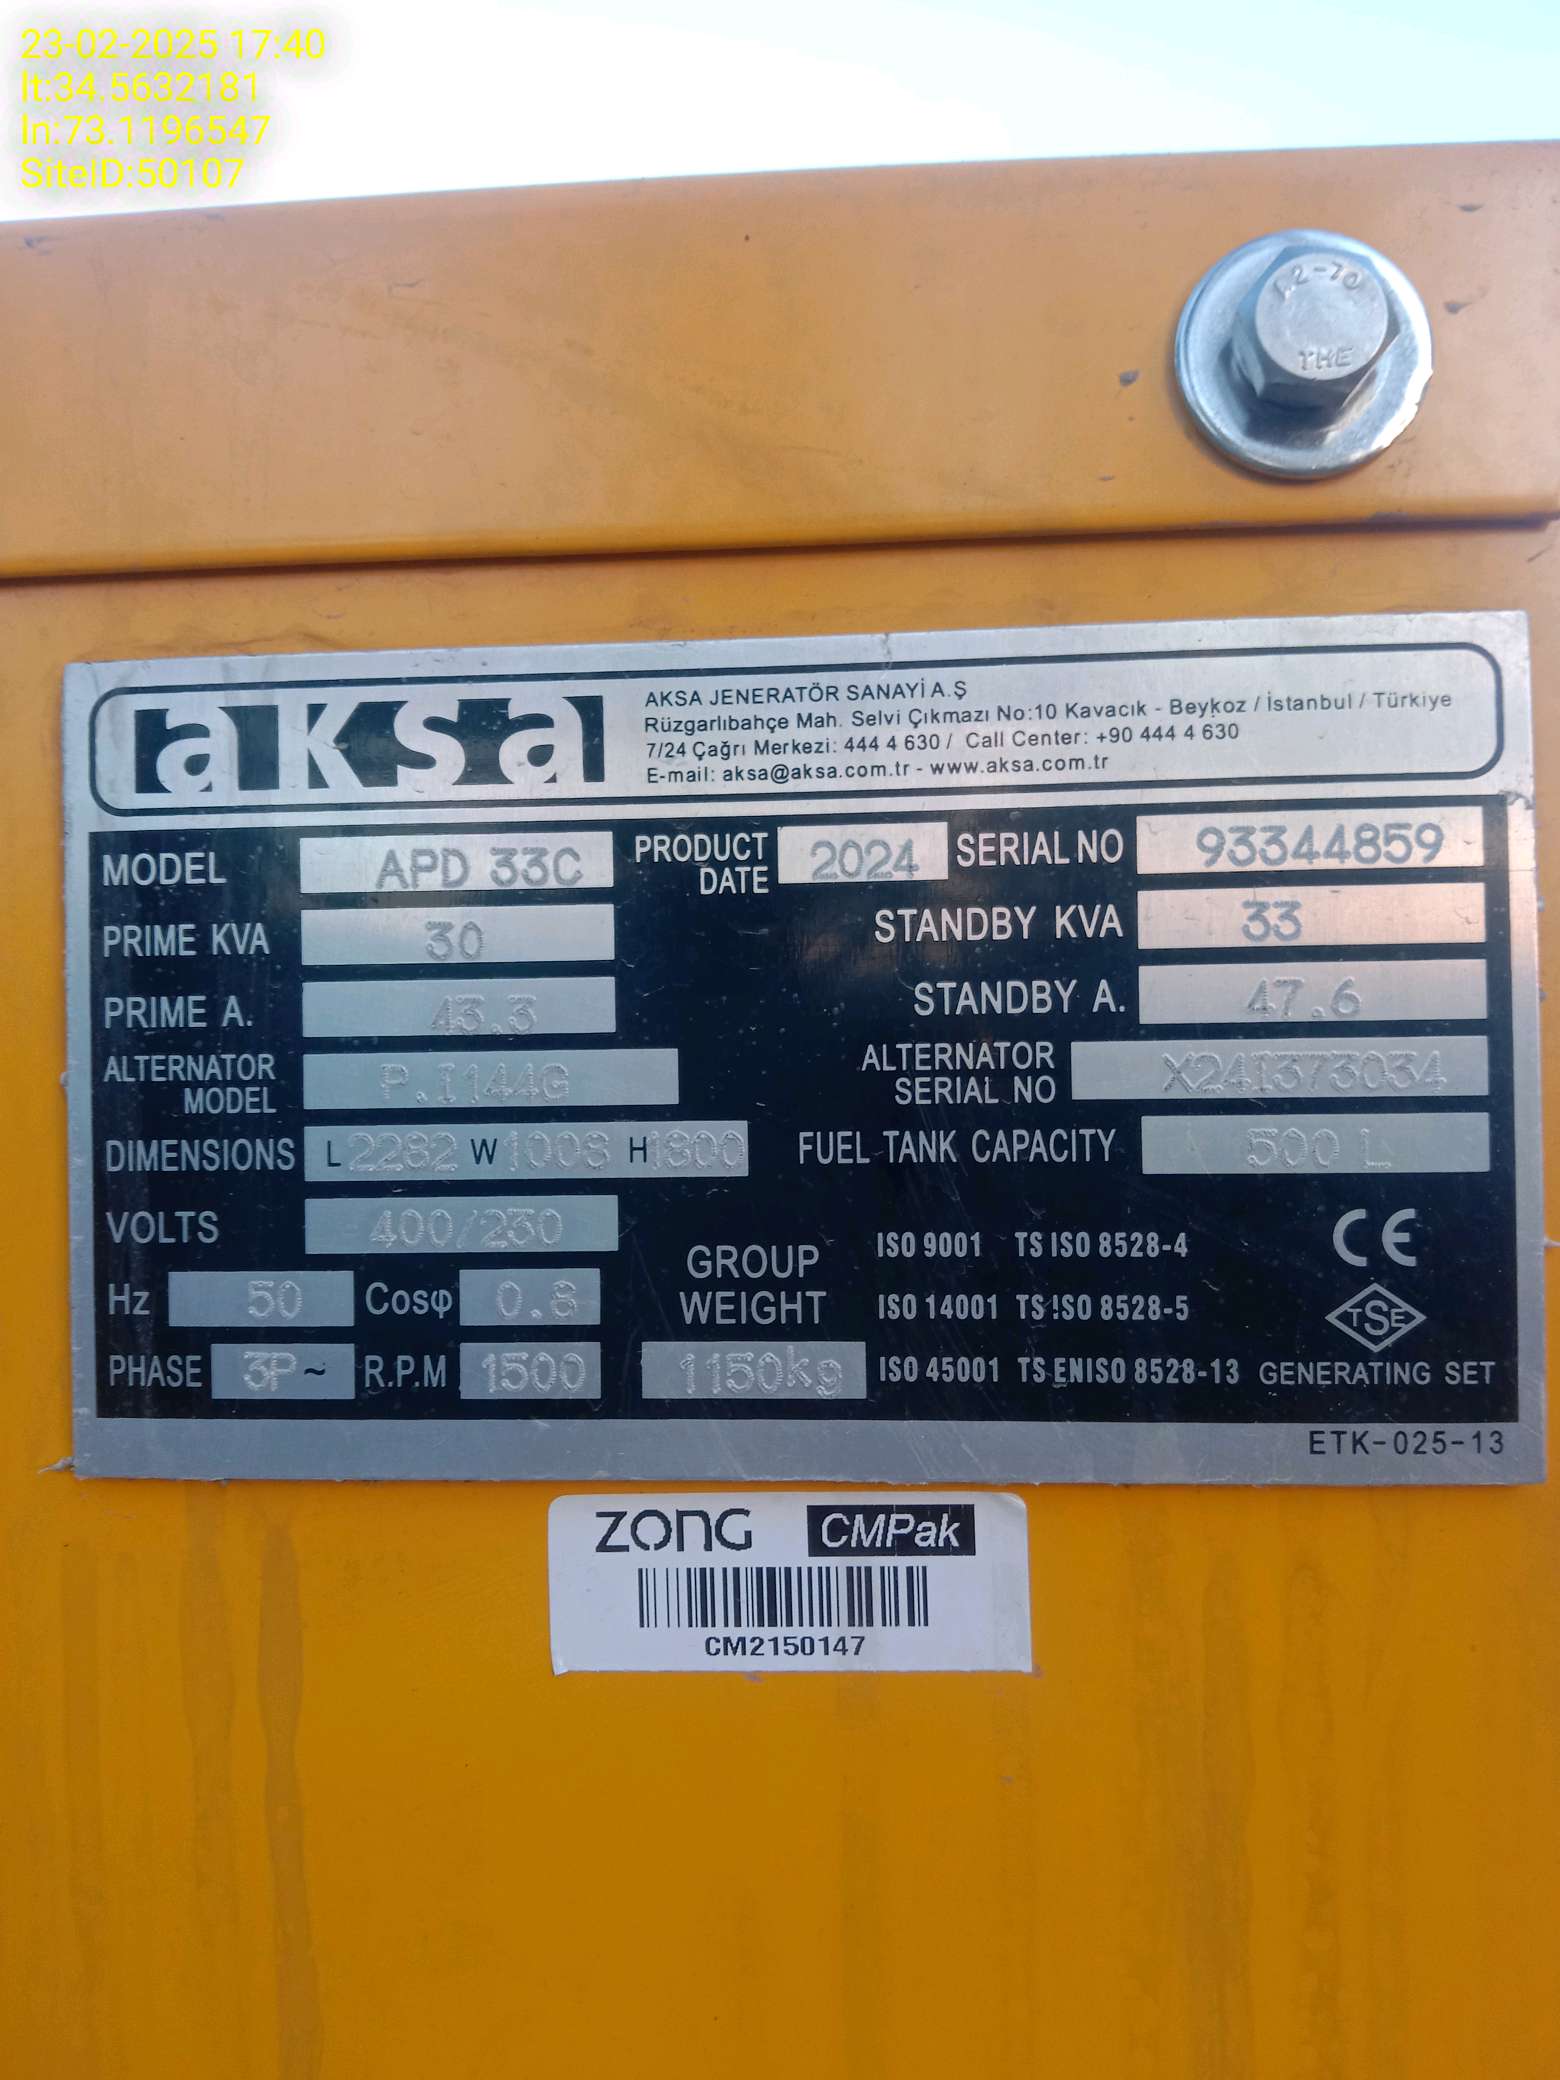 23-02-2025 17:40
lt:34.5632181
ln:73.1196547
SiteID:50107
THE
aksa
AKSA JENERATÖR SANAYİ A.Ş
Rüzgarlıbahçe Mah. Selvi Çıkmazı No:10 Kavacık - Beykoz / İstanbul / Türkiye
7/24 Çağrı Merkezi: 444 4 630 / Call Center: +90 444 4 630
E-mail: aksa@aksa.com.tr - www.aksa.com.tr
MODEL APD 33C PRODUCT DATE 2024 SERIAL NO 93344859
PRIME KVA 30 STANDBY KVA 33
PRIME A. 43.3 STANDBY A. 47.6
ALTERNATOR MODEL P.I144G ALTERNATOR SERIAL NO X24I373034
DIMENSIONS L 2282 W 1008 H 1800 FUEL TANK CAPACITY 500 L
VOLTS 400/230
Hz 50 Cosφ 0.8
PHASE 3P~ R.P.M 1500
GROUP WEIGHT 1150kg
ISO 9001 TS ISO 8528-4
ISO 14001 TS ISO 8528-5
ISO 45001 TS EN ISO 8528-13
CE
TSE
GENERATING SET
ETK-025-13
ZONG CMPak
CM2150147